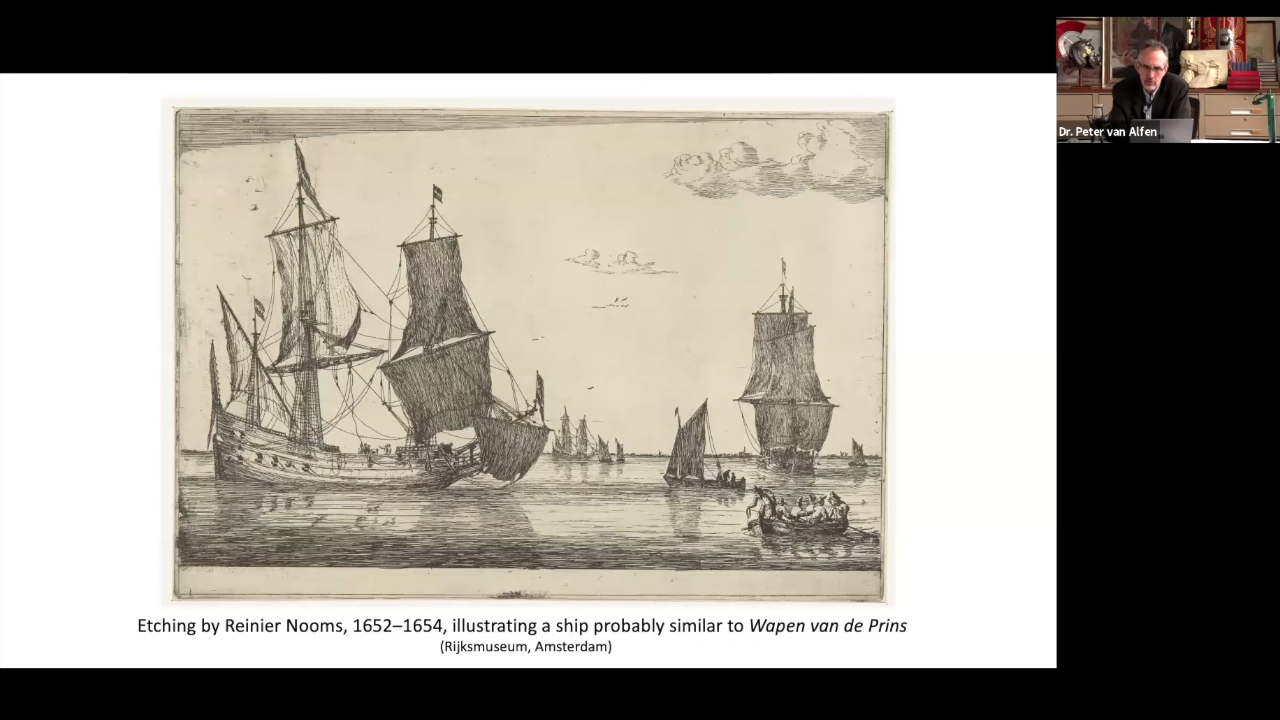 Dr. Peter van Alfen
Etching by Reinier Nooms, 1652–1654, illustrating a ship probably similar to Wapen van de Prins
(Rijksmuseum, Amsterdam)